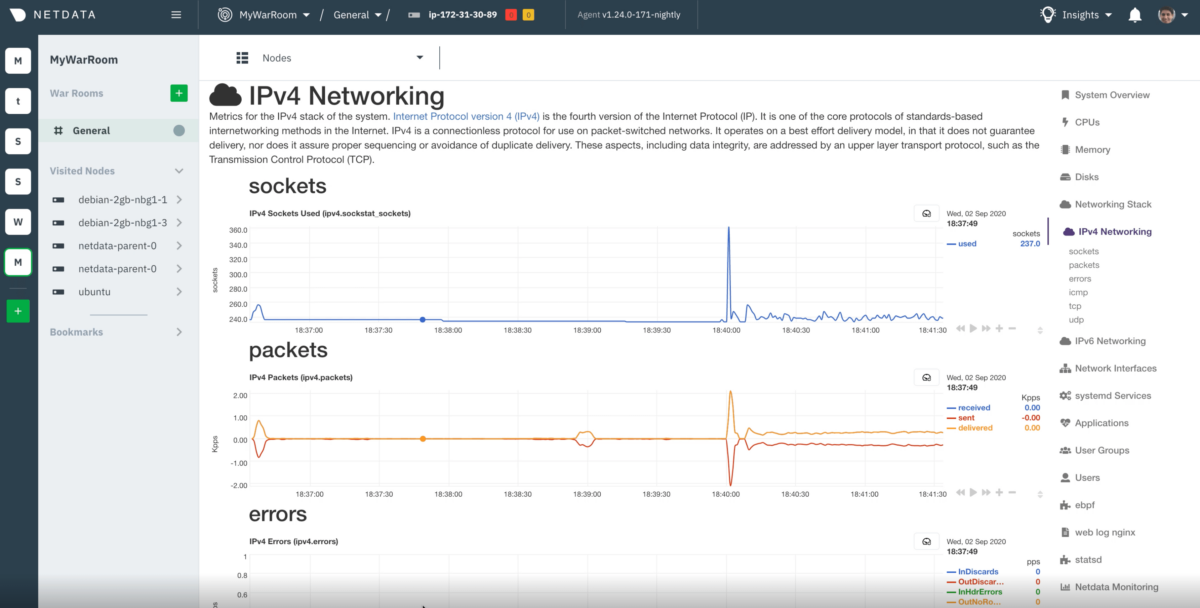 NETDATA
MyWarRoom / General / ip-172-31-30-89 0 0 Agent v1.24.0-171-nightly Insights
M
t
S
S
W
M
+
MyWarRoom
War Rooms +
# General
Visited Nodes
debian-2gb-nbg1-1
debian-2gb-nbg1-3
netdata-parent-0
netdata-parent-0
ubuntu
Bookmarks
Nodes
IPv4 Networking
Metrics for the IPv4 stack of the system. Internet Protocol version 4 (IPv4) is the fourth version of the Internet Protocol (IP). It is one of the core protocols of standards-based
internetworking methods in the Internet. IPv4 is a connectionless protocol for use on packet-switched networks. It operates on a best effort delivery model, in that it does not guarantee
delivery, nor does it assure proper sequencing or avoidance of duplicate delivery. These aspects, including data integrity, are addressed by an upper layer transport protocol, such as the
Transmission Control Protocol (TCP).
sockets
IPv4 Sockets Used (ipv4.sockstat_sockets)
sockets
360.0
340.0
320.0
300.0
280.0
260.0
240.0
18:37:00 18:37:30 18:38:00 18:38:30 18:39:00 18:39:30 18:40:00 18:40:30 18:41:00 18:41:30
Wed, 02 Sep 2020
18:37:49
sockets
used 237.0
packets
IPv4 Packets (ipv4.packets)
Kpps
2.00
1.00
0.00
-1.00
-2.00
18:37:00 18:37:30 18:38:00 18:38:30 18:39:00 18:39:30 18:40:00 18:40:30 18:41:00 18:41:30
Wed, 02 Sep 2020
18:37:49
Kpps
received 0.00
sent -0.00
delivered 0.00
errors
IPv4 Errors (ipv4.errors)
1
0.8
0.6
Wed, 02 Sep 2020
18:37:49
pps
InDiscards 0
OutDiscar... 0
InHdrErrors 0
OutNoRo... 0
System Overview
CPUs
Memory
Disks
Networking Stack
IPv4 Networking
sockets
packets
errors
icmp
tcp
udp
IPv6 Networking
Network Interfaces
systemd Services
Applications
User Groups
Users
ebpf
web log nginx
statsd
Netdata Monitoring